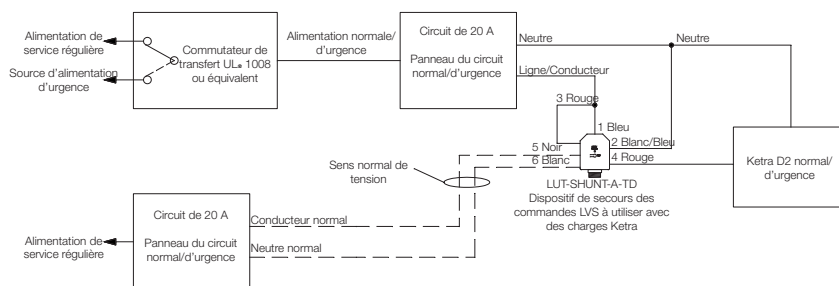 Alimentation de
service régulière
Source d'alimentation
d'urgence
Commutateur de
transfert UL® 1008
ou équivalent
Alimentation normale/
d'urgence
Circuit de 20 A
Panneau du circuit
normal/d'urgence
Neutre
Neutre
Ligne/Conducteur
3 Rouge
1 Bleu
2 Blanc/Bleu
4 Rouge
5 Noir
6 Blanc
Ketra D2 normal/
d'urgence
Sens normal de
tension
LUT-SHUNT-A-TD
Dispositif de secours des
commandes LVS à utiliser avec
des charges Ketra
Circuit de 20 A
Panneau du circuit
normal/d'urgence
Conducteur normal
Neutre normal
Alimentation de
service régulière